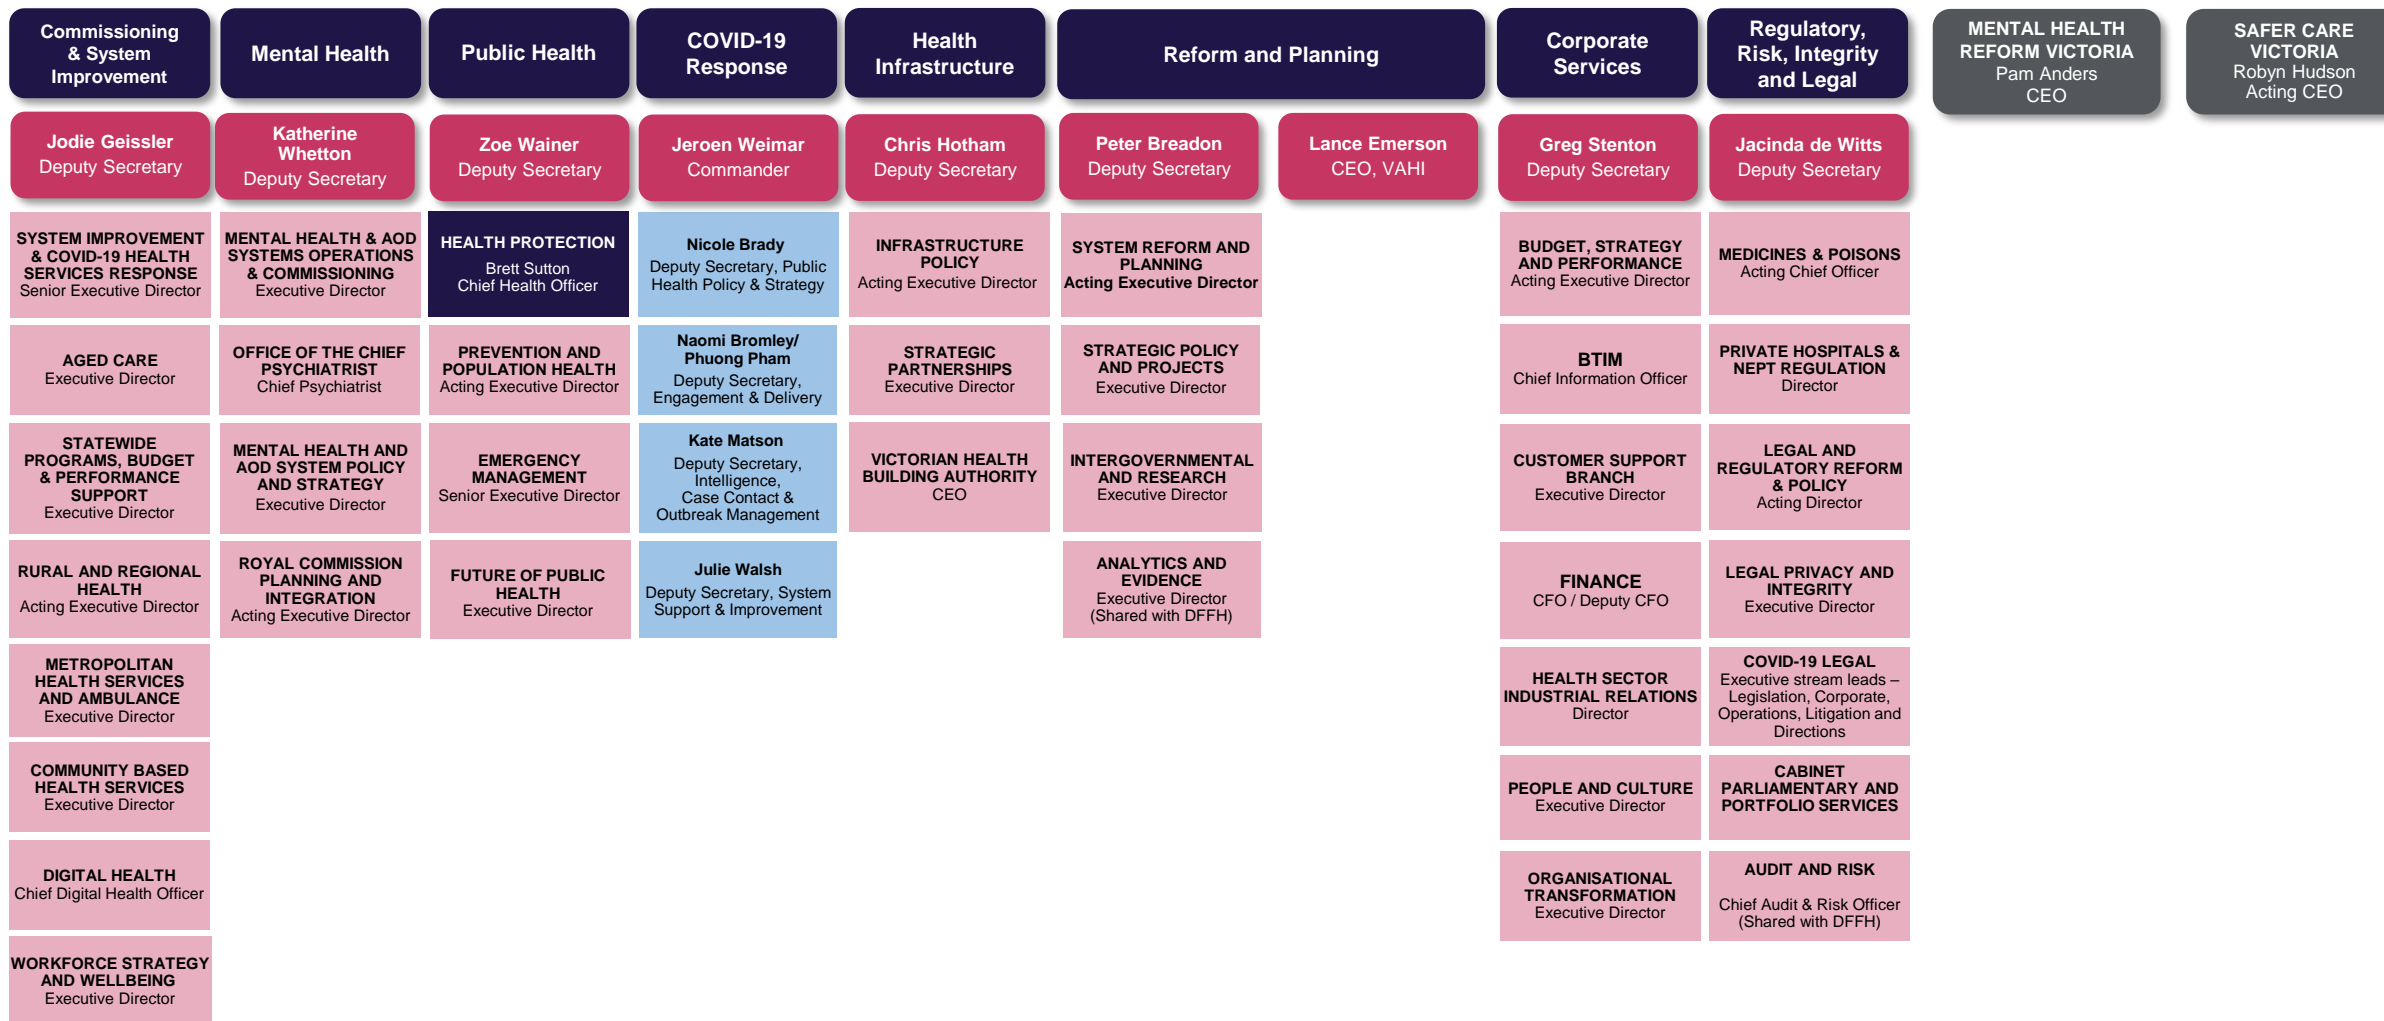 Commissioning
& System
Improvement
Mental Health
Public Health
COVID-19
Response
Health
Infrastructure
Reform and Planning
Corporate
Services
Regulatory,
Risk, Integrity
and Legal
MENTAL HEALTH
REFORM VICTORIA
Pam Anders
CEO
SAFER CARE
VICTORIA
Robyn Hudson
Acting CEO
Jodie Geissler
Deputy Secretary
Katherine
Whetton
Deputy Secretary
Zoe Wainer
Deputy Secretary
Jeroen Weimar
Commander
Chris Hotham
Deputy Secretary
Peter Breadon
Deputy Secretary
Lance Emerson
CEO, VAHI
Greg Stenton
Deputy Secretary
Jacinda de Witts
Deputy Secretary
SYSTEM IMPROVEMENT
& COVID-19 HEALTH
SERVICES RESPONSE
Senior Executive Director
MENTAL HEALTH & AOD
SYSTEMS OPERATIONS
& COMMISSIONING
Executive Director
HEALTH PROTECTION
Brett Sutton
Chief Health Officer
Nicole Brady
Deputy Secretary, Public
Health Policy & Strategy
INFRASTRUCTURE
POLICY
Acting Executive Director
SYSTEM REFORM AND
PLANNING
Acting Executive Director
BUDGET, STRATEGY
AND PERFORMANCE
Acting Executive Director
MEDICINES & POISONS
Acting Chief Officer
AGED CARE
Executive Director
OFFICE OF THE CHIEF
PSYCHIATRIST
Chief Psychiatrist
PREVENTION AND
POPULATION HEALTH
Acting Executive Director
Naomi Bromley/
Phuong Pham
Deputy Secretary,
Engagement & Delivery
STRATEGIC
PARTNERSHIPS
Executive Director
STRATEGIC POLICY
AND PROJECTS
Executive Director
BTIM
Chief Information Officer
PRIVATE HOSPITALS &
NEPT REGULATION
Director
STATEWIDE
PROGRAMS, BUDGET
& PERFORMANCE
SUPPORT
Executive Director
MENTAL HEALTH AND
AOD SYSTEM POLICY
AND STRATEGY
Executive Director
EMERGENCY
MANAGEMENT
Senior Executive Director
Kate Matson
Deputy Secretary,
Intelligence,
Case Contact &
Outbreak Management
VICTORIAN HEALTH
BUILDING AUTHORITY
CEO
INTERGOVERNMENTAL
AND RESEARCH
Executive Director
CUSTOMER SUPPORT
BRANCH
Executive Director
LEGAL AND
REGULATORY REFORM
& POLICY
Acting Director
RURAL AND REGIONAL
HEALTH
Acting Executive Director
ROYAL COMMISSION
PLANNING AND
INTEGRATION
Acting Executive Director
FUTURE OF PUBLIC
HEALTH
Executive Director
Julie Walsh
Deputy Secretary, System
Support & Improvement
ANALYTICS AND
EVIDENCE
Executive Director
(Shared with DFFH)
FINANCE
CFO / Deputy CFO
LEGAL PRIVACY AND
INTEGRITY
Executive Director
METROPOLITAN
HEALTH SERVICES
AND AMBULANCE
Executive Director
HEALTH SECTOR
INDUSTRIAL RELATIONS
Director
COVID-19 LEGAL
Executive stream leads –
Legislation, Corporate,
Operations, Litigation and
Directions
COMMUNITY BASED
HEALTH SERVICES
Executive Director
PEOPLE AND CULTURE
Executive Director
CABINET
PARLIAMENTARY AND
PORTFOLIO SERVICES
DIGITAL HEALTH
Chief Digital Health Officer
ORGANISATIONAL
TRANSFORMATION
Executive Director
AUDIT AND RISK
Chief Audit & Risk Officer
(Shared with DFFH)
WORKFORCE STRATEGY
AND WELLBEING
Executive Director